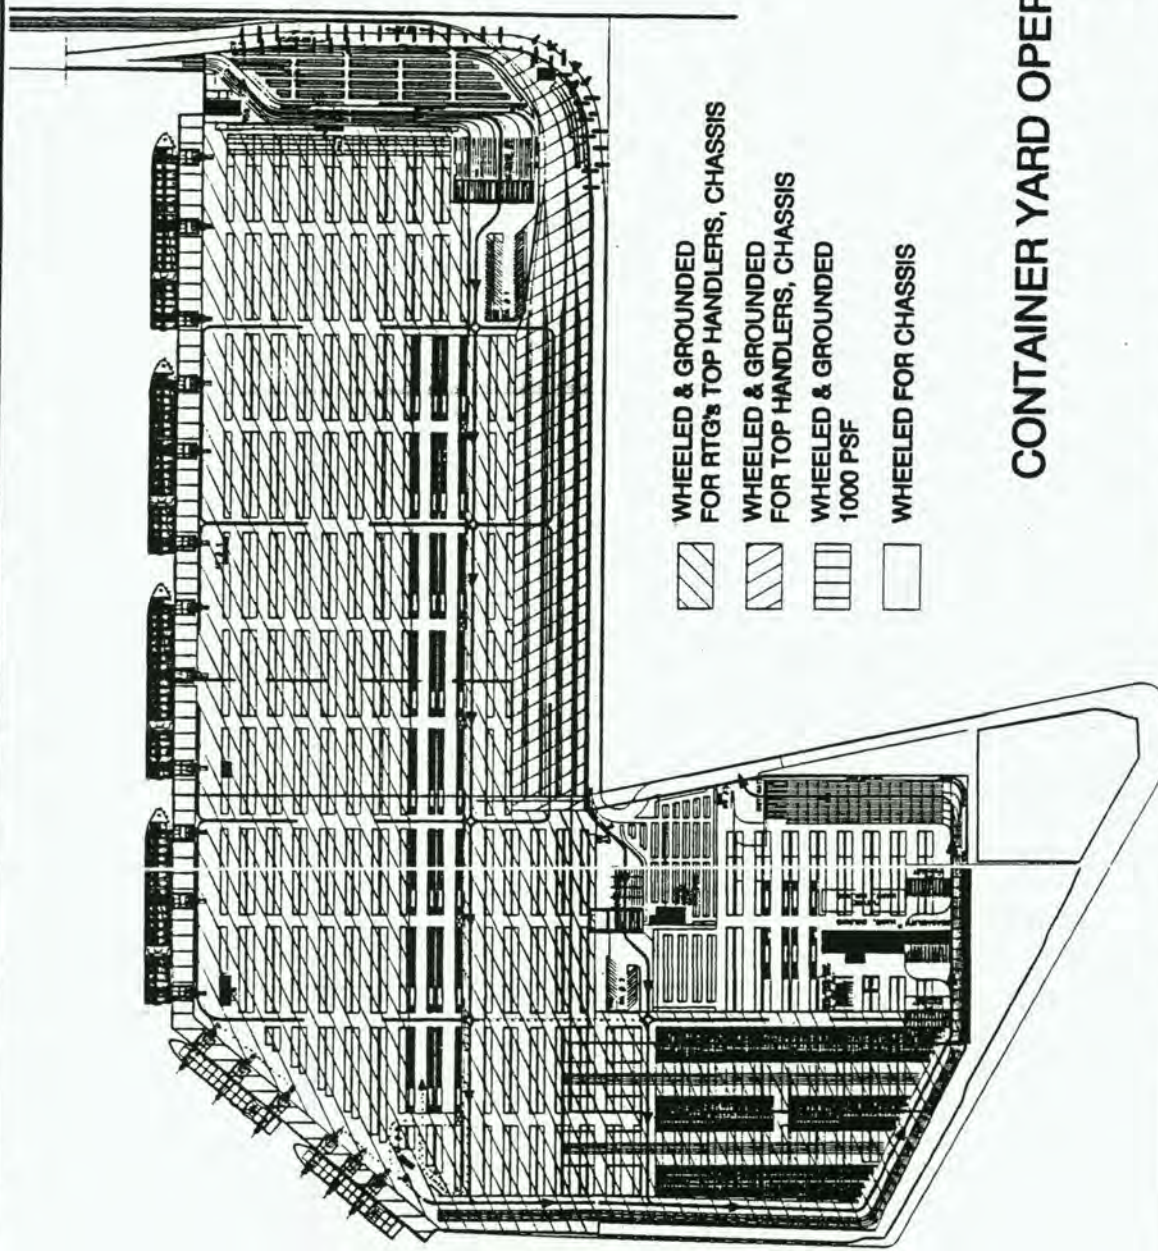 WHEELED & GROUNDED
FOR RTG's TOP HANDLERS, CHASSIS
WHEELED & GROUNDED
FOR TOP HANDLERS, CHASSIS
WHEELED & GROUNDED
1000 PSF
WHEELED FOR CHASSIS
CONTAINER YARD OPER